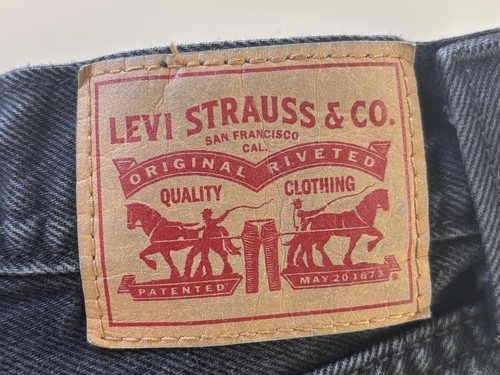 LEVI STRAUSS & CO.
SAN FRANCISCO
CAL.
ORIGINAL RIVETED
QUALITY CLOTHING
PATENTED MAY 20 1873 ®